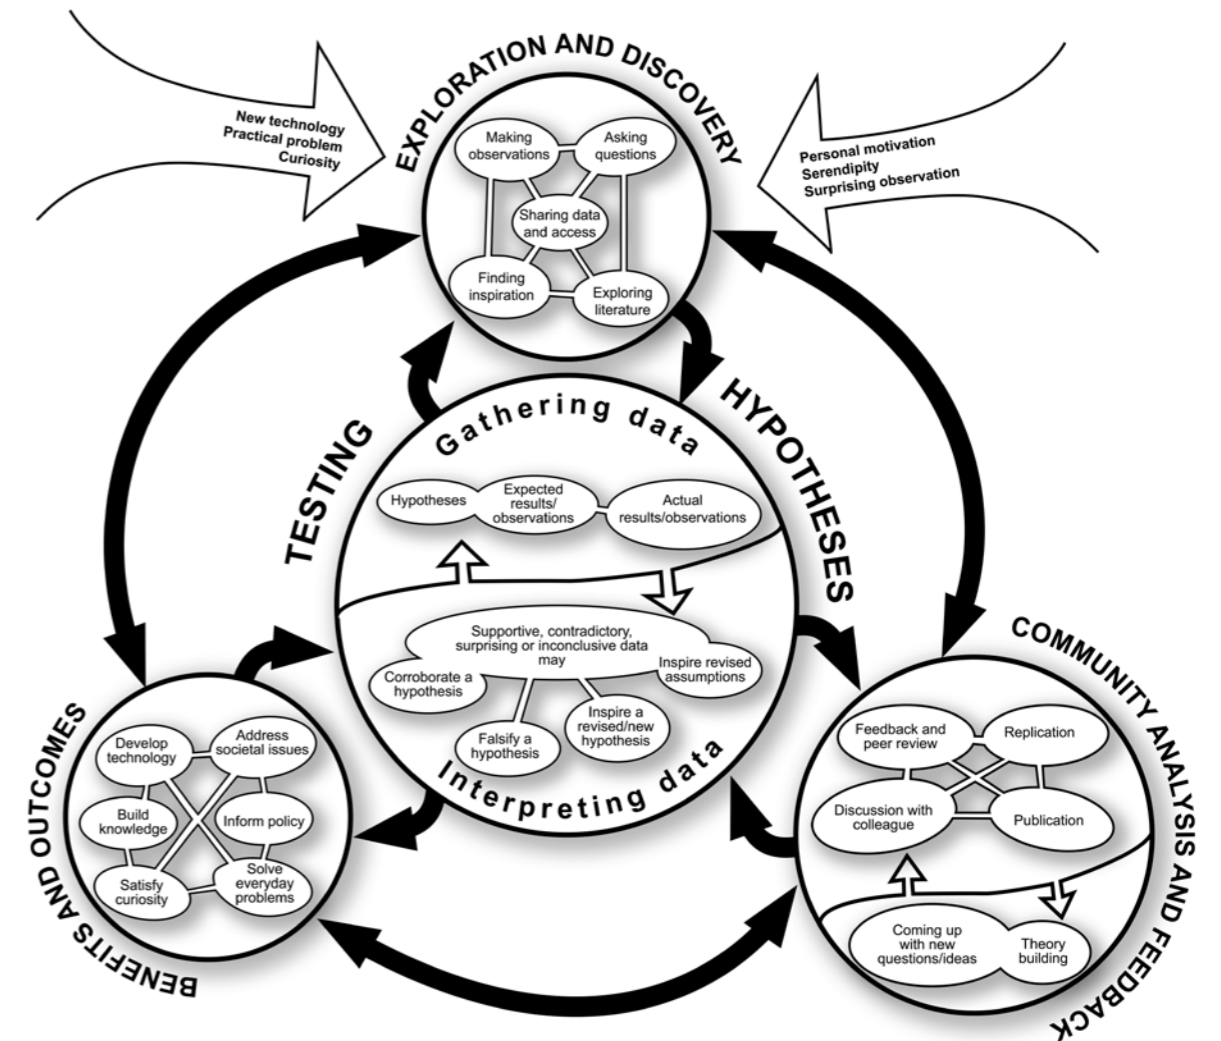 EXPLORATION AND DISCOVERY
New technology
Practical problem
Curiosity
Personal motivation
Serendipity
Surprising observation
Making
observations
Asking
questions
Sharing data
and access
Finding
inspiration
Exploring
literature
TESTING
HYPOTHESES
Gathering data
Hypotheses
Expected
results/
observations
Actual
results/observations
Supportive, contradictory,
surprising or inconclusive data
may
Corroborate a
hypothesis
Inspire revised
assumptions
Falsify a
hypothesis
Inspire a
revised/new
hypothesis
Interpreting data
BENEFITS AND OUTCOMES
Develop
technology
Address
societal issues
Build
knowledge
Inform policy
Satisfy
curiosity
Solve
everyday
problems
COMMUNITY ANALYSIS AND FEEDBACK
Feedback and
peer review
Replication
Discussion with
colleague
Publication
Coming up
with new
questions/ideas
Theory
building